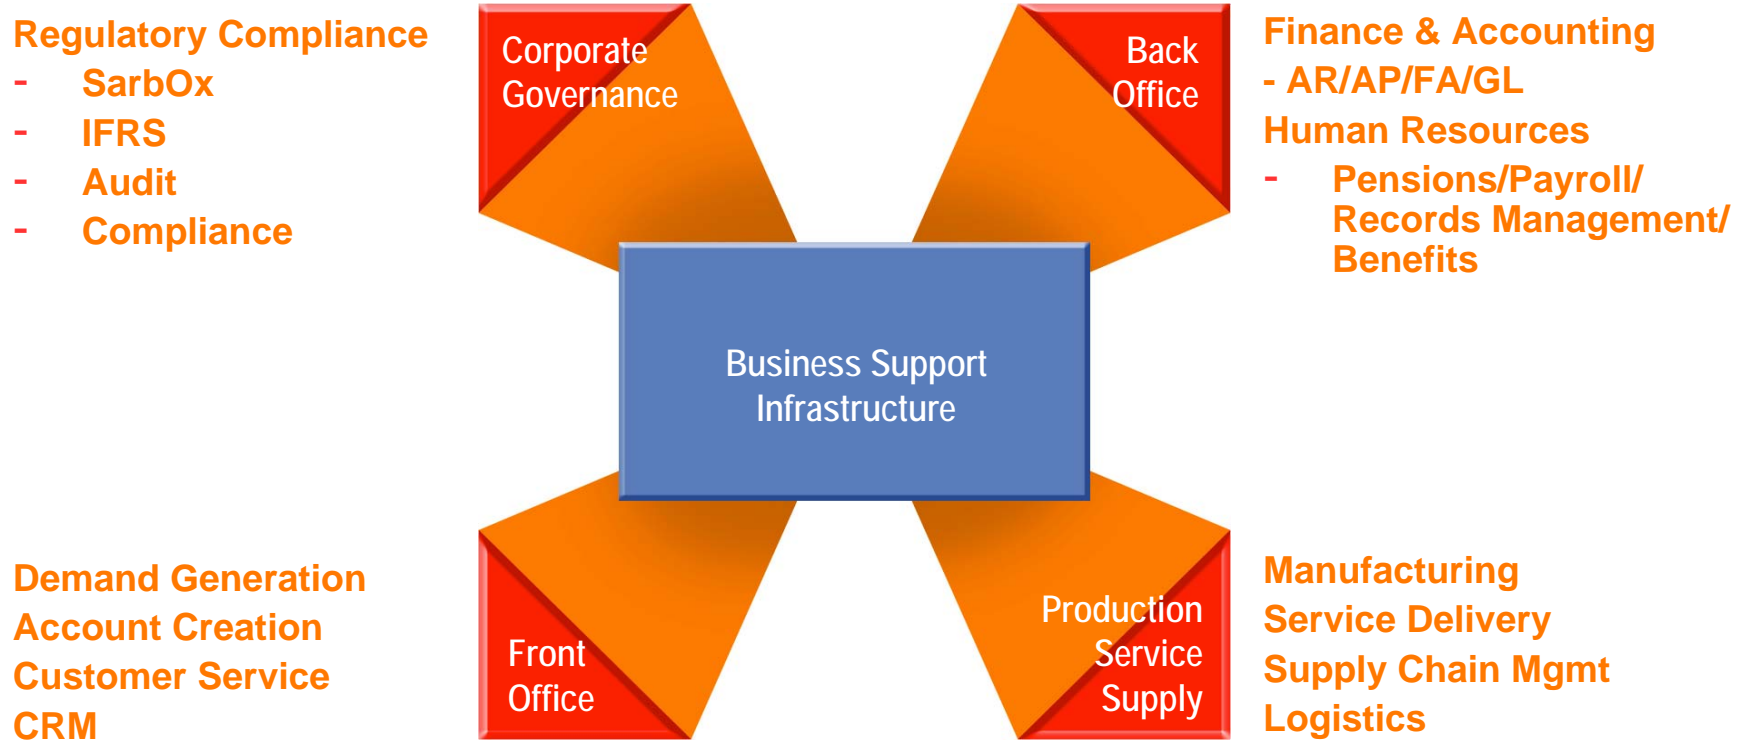 Regulatory Compliance
- SarbOx
- IFRS
- Audit
- Compliance
Corporate
Governance
Back
Office
Finance & Accounting
- AR/AP/FA/GL
Human Resources
- Pensions/Payroll/
Records Management/
Benefits
Business Support
Infrastructure
Demand Generation
Account Creation
Customer Service
CRM
Front
Office
Production
Service
Supply
Manufacturing
Service Delivery
Supply Chain Mgmt
Logistics